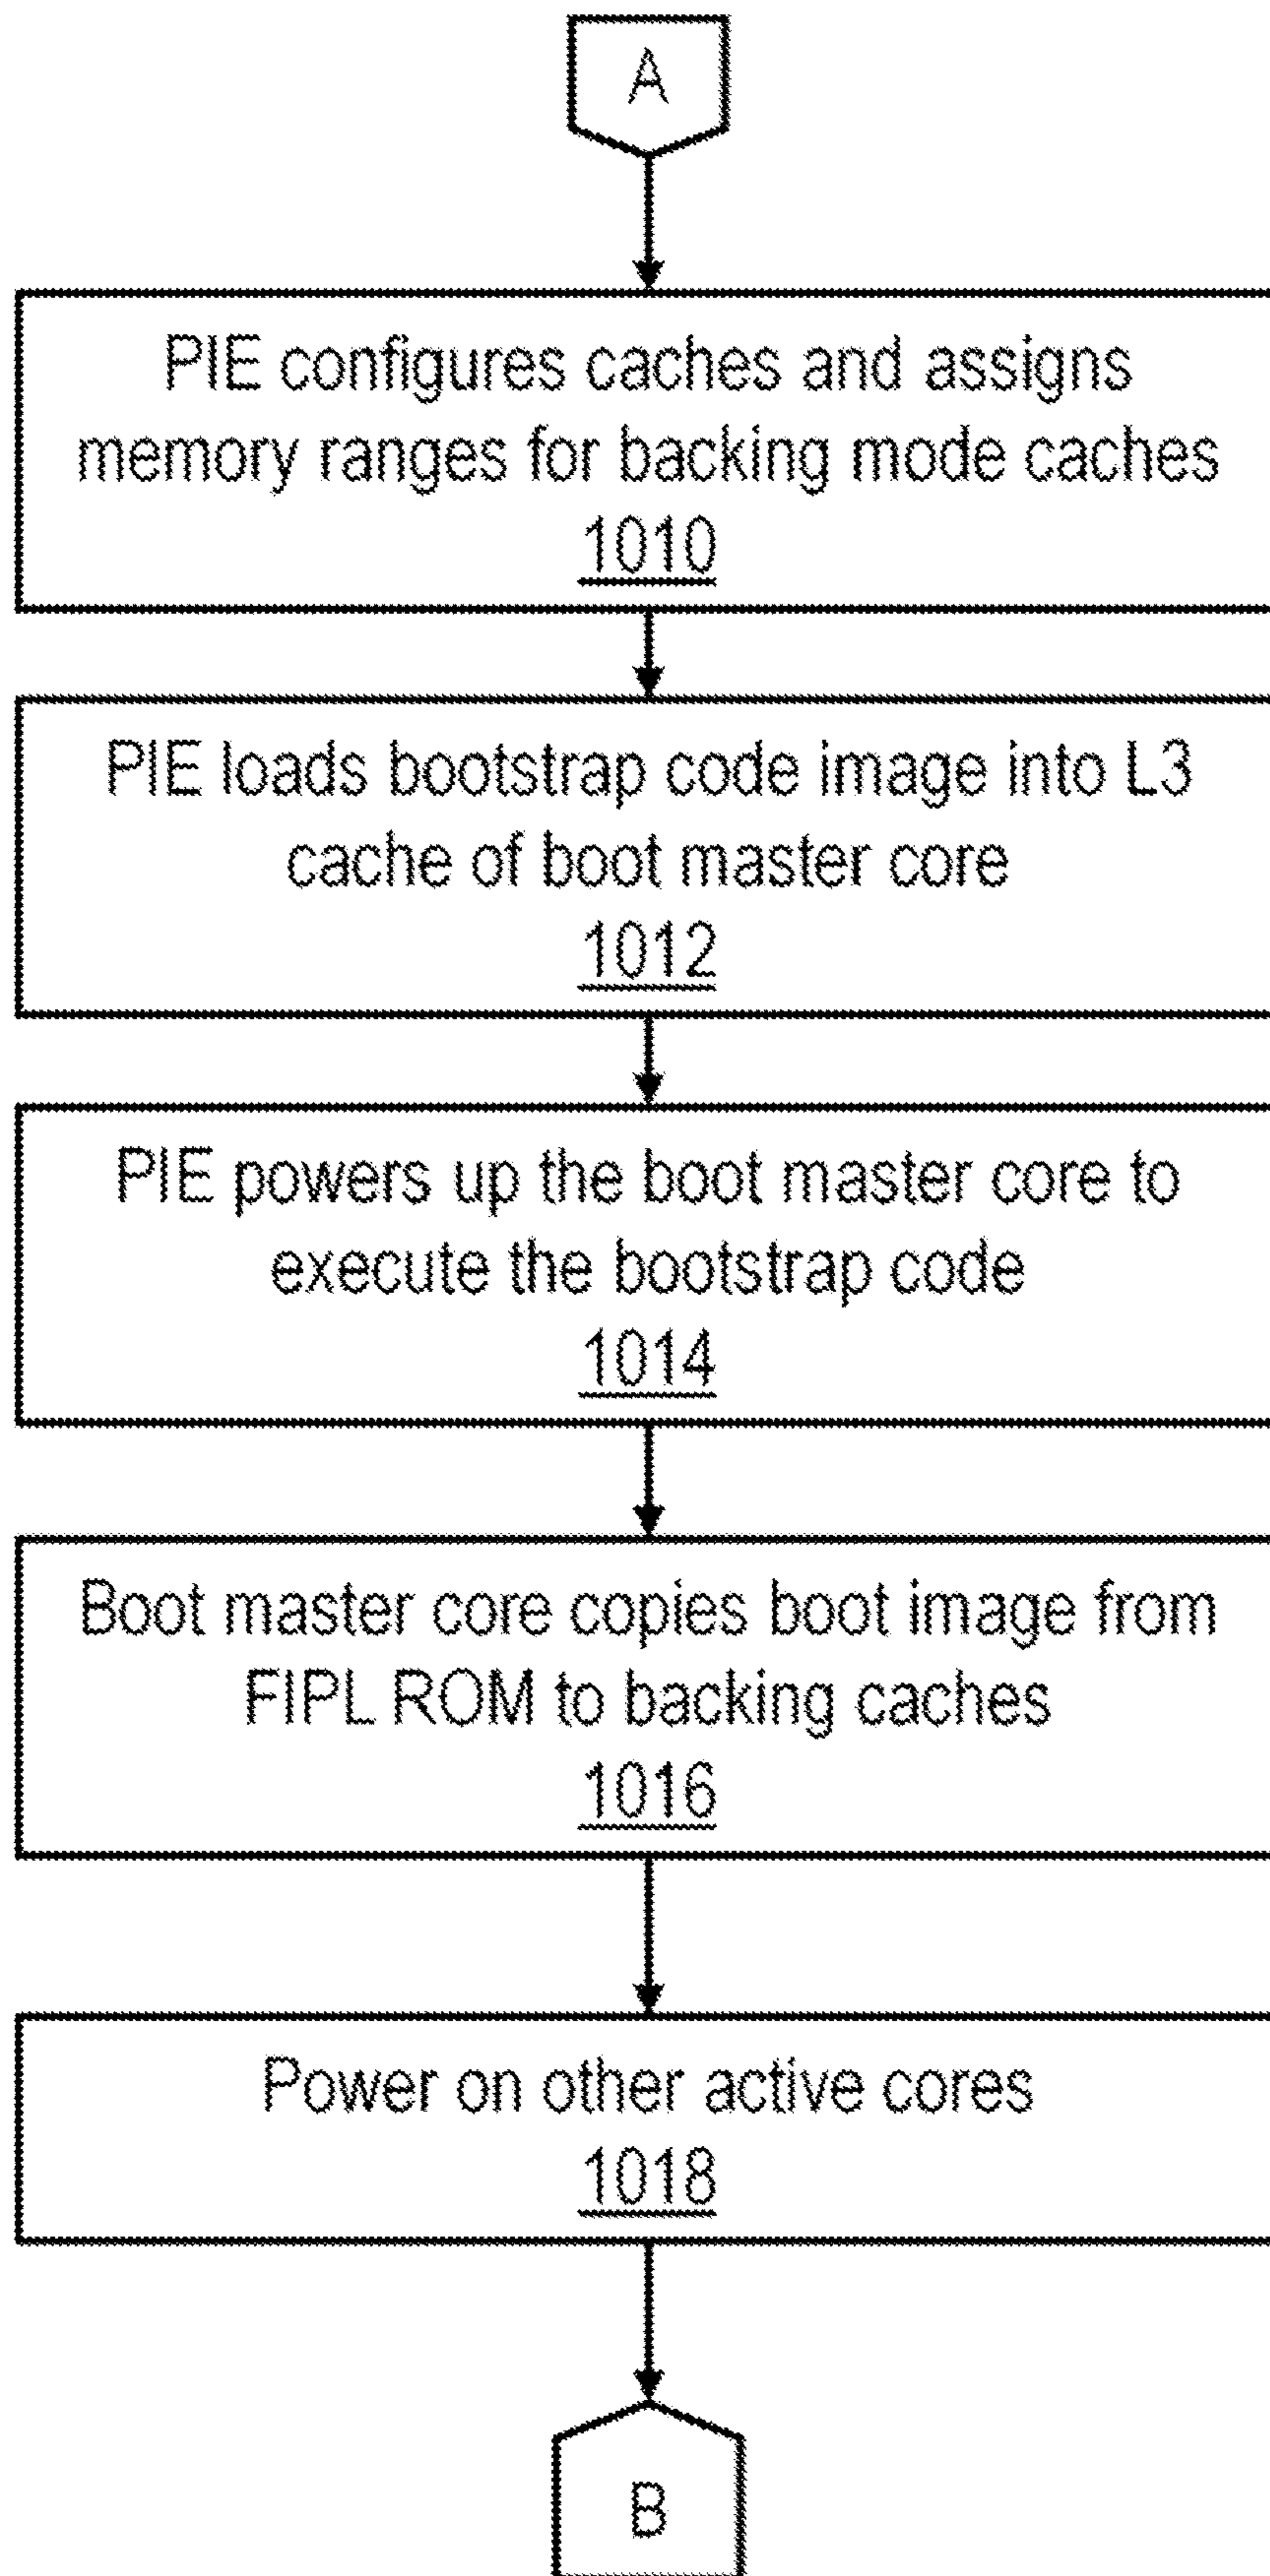 A
PIE configures caches and assigns
memory ranges for backing mode caches
1010
PIE loads bootstrap code image into L3
cache of boot master core
1012
PIE powers up the boot master core to
execute the bootstrap code
1014
Boot master core copies boot image from
FIPL ROM to backing caches
1016
Power on other active cores
1018
B